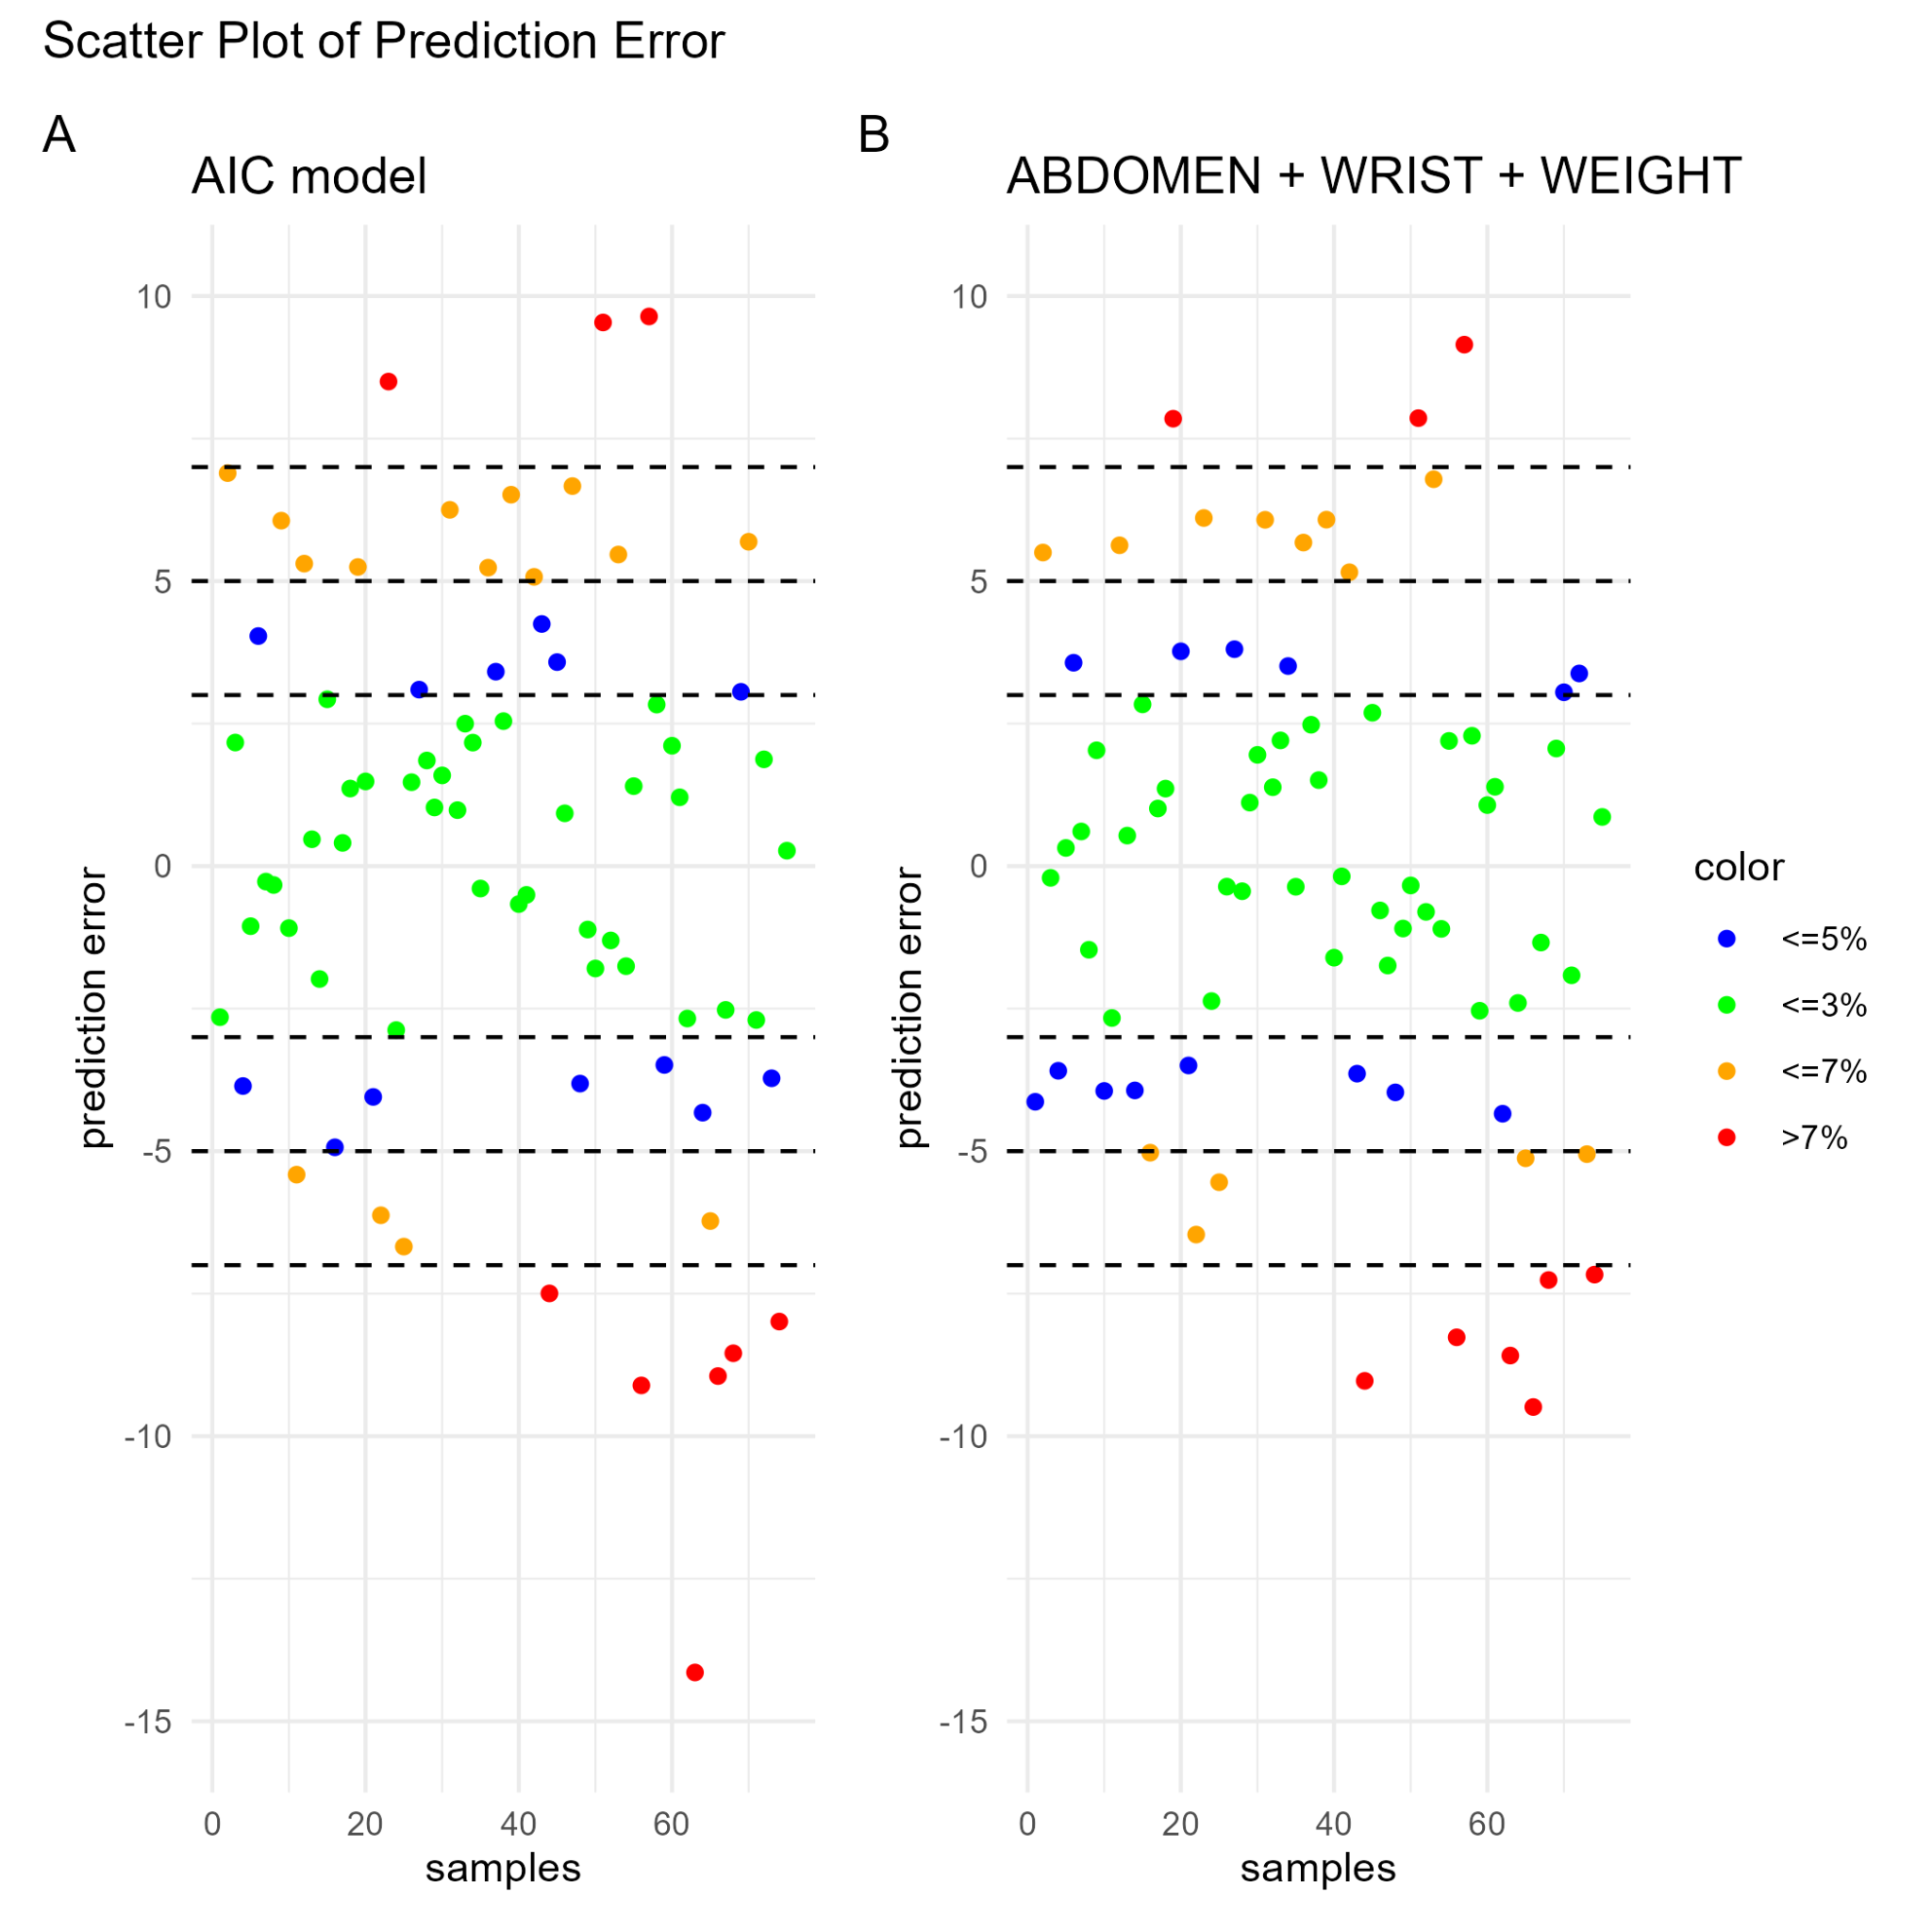 Scatter Plot of Prediction Error
A
AIC model
10
5
0
-5
-10
-15
prediction error
0 20 40 60
samples
B
ABDOMEN + WRIST + WEIGHT
10
5
0
-5
-10
-15
prediction error
0 20 40 60
samples
color
<=5%
<=3%
<=7%
>7%